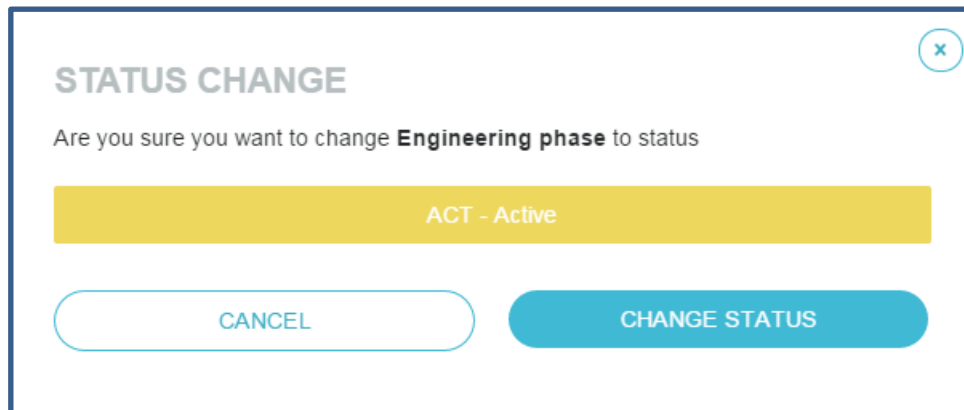 STATUS CHANGE
Are you sure you want to change Engineering phase to status
ACT - Active
CANCEL
CHANGE STATUS